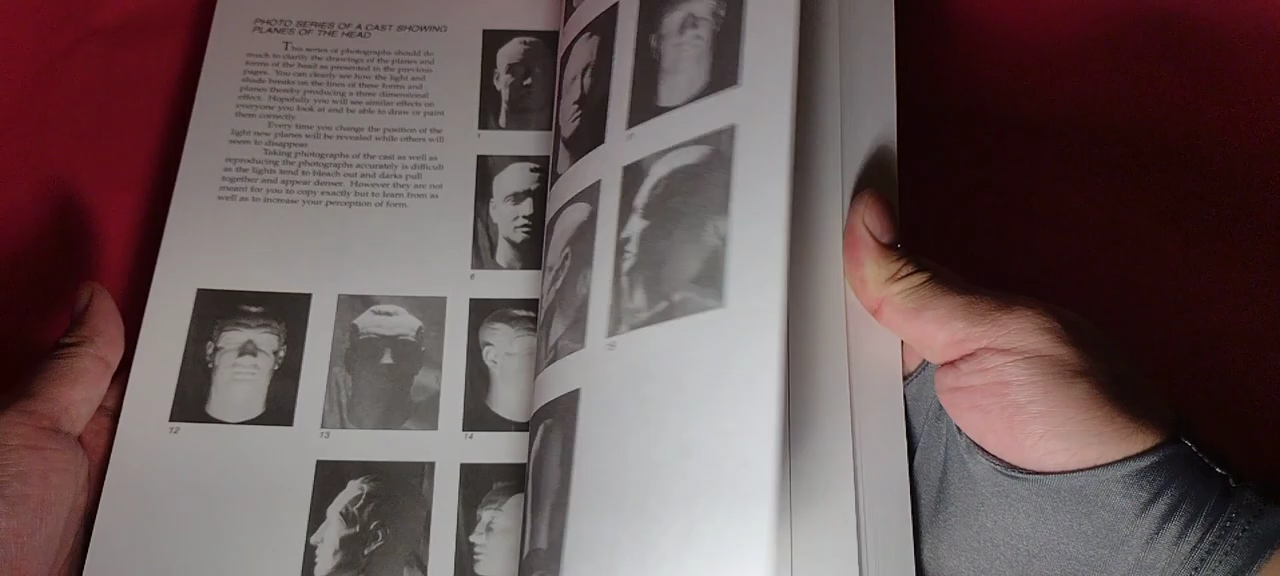 PHOTO SERIES OF A CAST SHOWING
PLANES OF THE HEAD
This series of photographs should do
much to clarify the drawings of the planes and
forms of the head as presented in the previous
pages. You can clearly see how the light and
shade breaks on the lines of these forms and
planes thereby producing a three dimensional
effect. Hopefully you will see similar effects on
everyone you look at and be able to draw or paint
them correctly.
Every time you change the position of the
light new planes will be revealed while others will
seem to disappear.
Taking photographs of the cast as well as
reproducing the photographs accurately is difficult
as the lights tend to bleach out and darks pull
together and appear denser. However they are not
meant for you to copy exactly but to learn from as
well as to increase your perception of form.
1
6
12
13
14